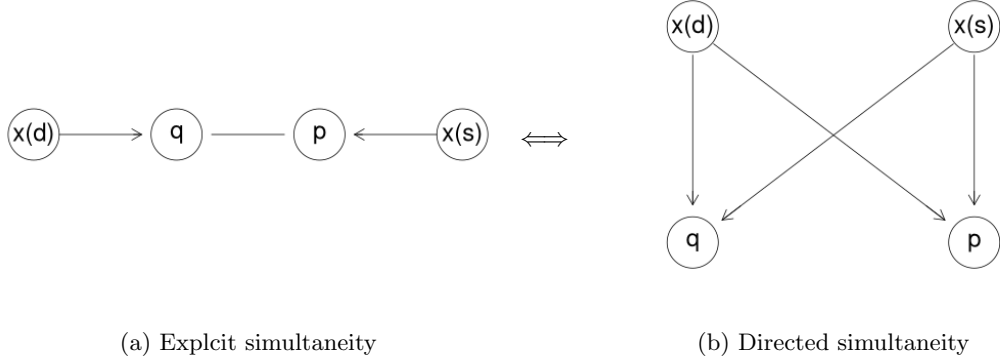 x(d) q p x(s)
⟺
x(d) x(s)
q p
(a) Explcit simultaneity
(b) Directed simultaneity